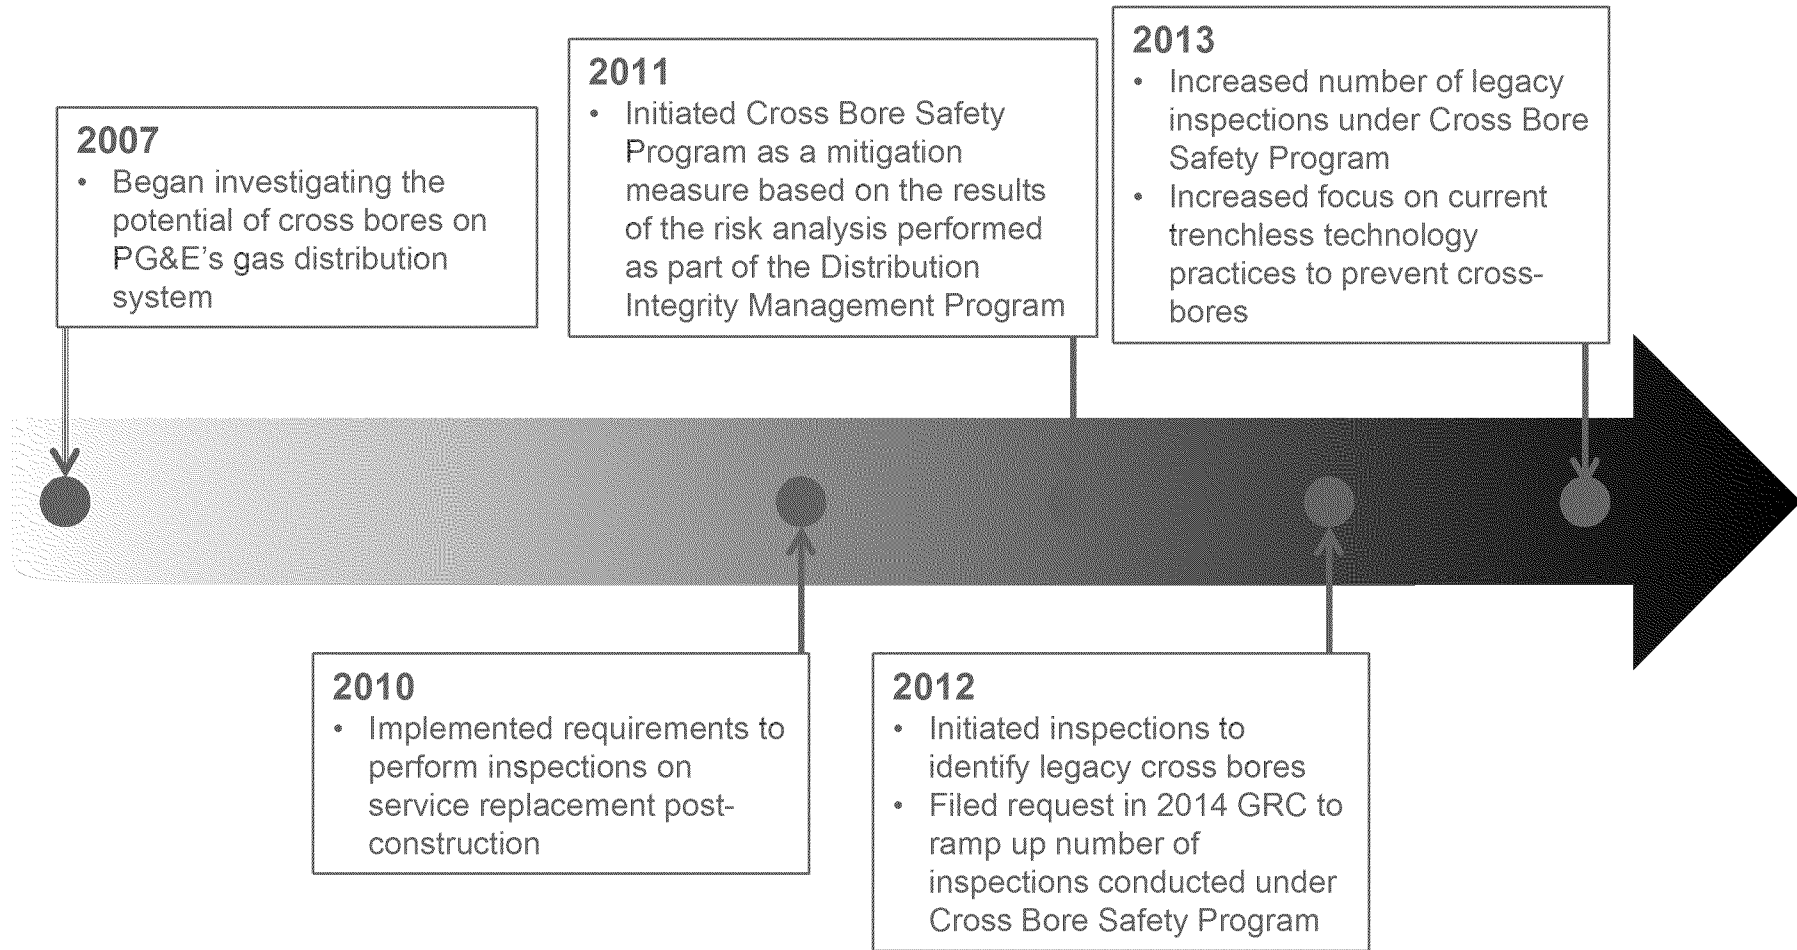 2007
• Began investigating the
potential of cross bores on
PG&E's gas distribution
system
2010
• Implemented requirements to
perform inspections on
service replacement post-
construction
2011
• Initiated Cross Bore Safety
Program as a mitigation
measure based on the results
of the risk analysis performed
as part of the Distribution
Integrity Management Program
2012
• Initiated inspections to
identify legacy cross bores
• Filed request in 2014 GRC to
ramp up number of
inspections conducted under
Cross Bore Safety Program
2013
• Increased number of legacy
inspections under Cross Bore
Safety Program
• Increased focus on current
trenchless technology
practices to prevent cross-
bores